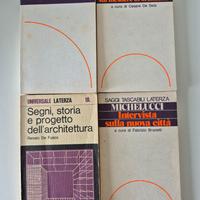 a cura di Cesare De Seta
UNIVERSALE LATERZA
Segni, storia
e progetto
dell'architettura
Renato De Fusco
SAGGI TASCABILI LATERZA
MICHELUCCI
Intervista
sulla nuova città
a cura di Fabrizio Brunetti